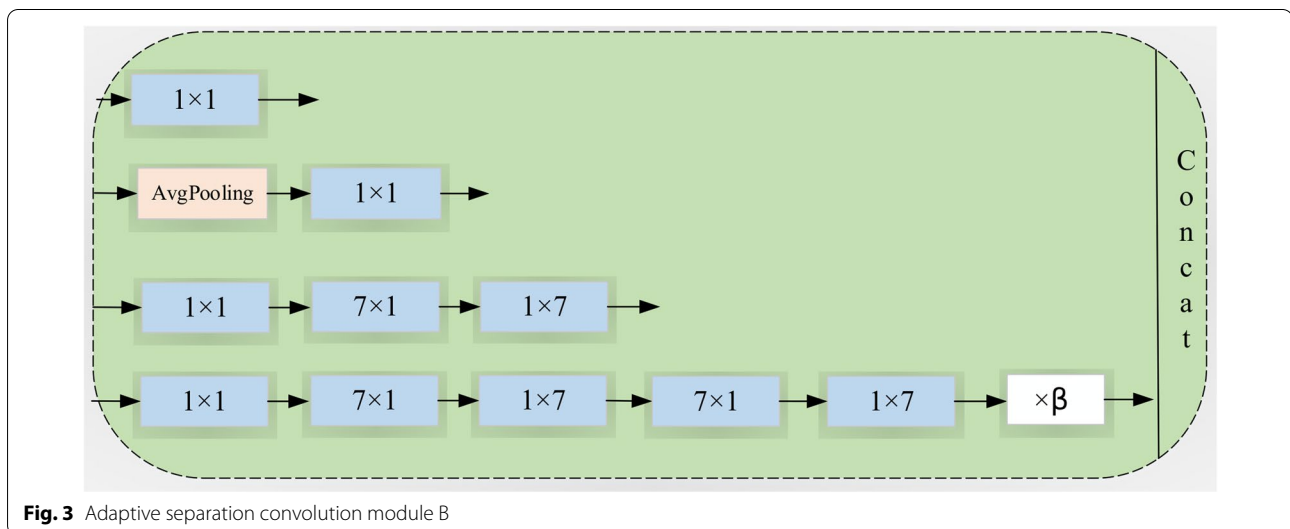 1×1
AvgPooling 1×1
1×1 7×1 1×7
1×1 7×1 1×7 7×1 1×7 ×β
Concat
Fig. 3 Adaptive separation convolution module B